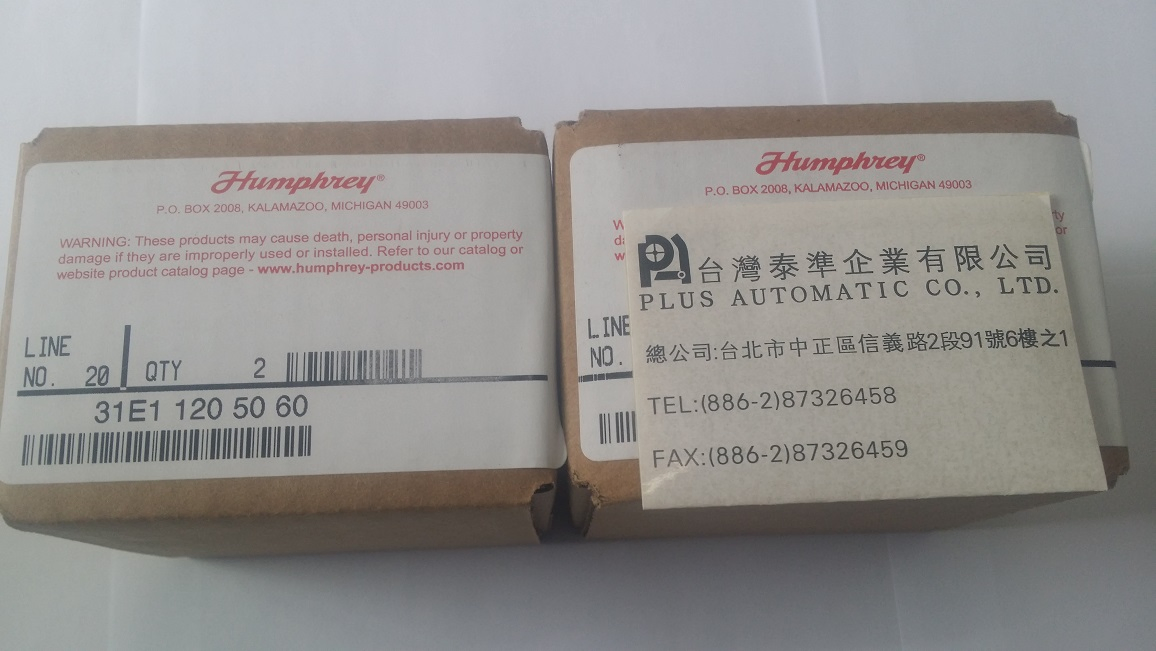 Humphrey®
P.O. BOX 2008, KALAMAZOO, MICHIGAN 49003
WARNING: These products may cause death, personal injury or property
damage if they are improperly used or installed. Refer to our catalog or
website product catalog page - www.humphrey-products.com
LINE
NO. 20
QTY 2
31E1 120 50 60
Humphrey®
P.O. BOX 2008, KALAMAZOO, MICHIGAN 49003
LINE
NO.
台灣泰準企業有限公司
PLUS AUTOMATIC CO., LTD.
總公司:台北市中正區信義路2段91號6樓之1
TEL:(886-2)87326458
FAX:(886-2)87326459